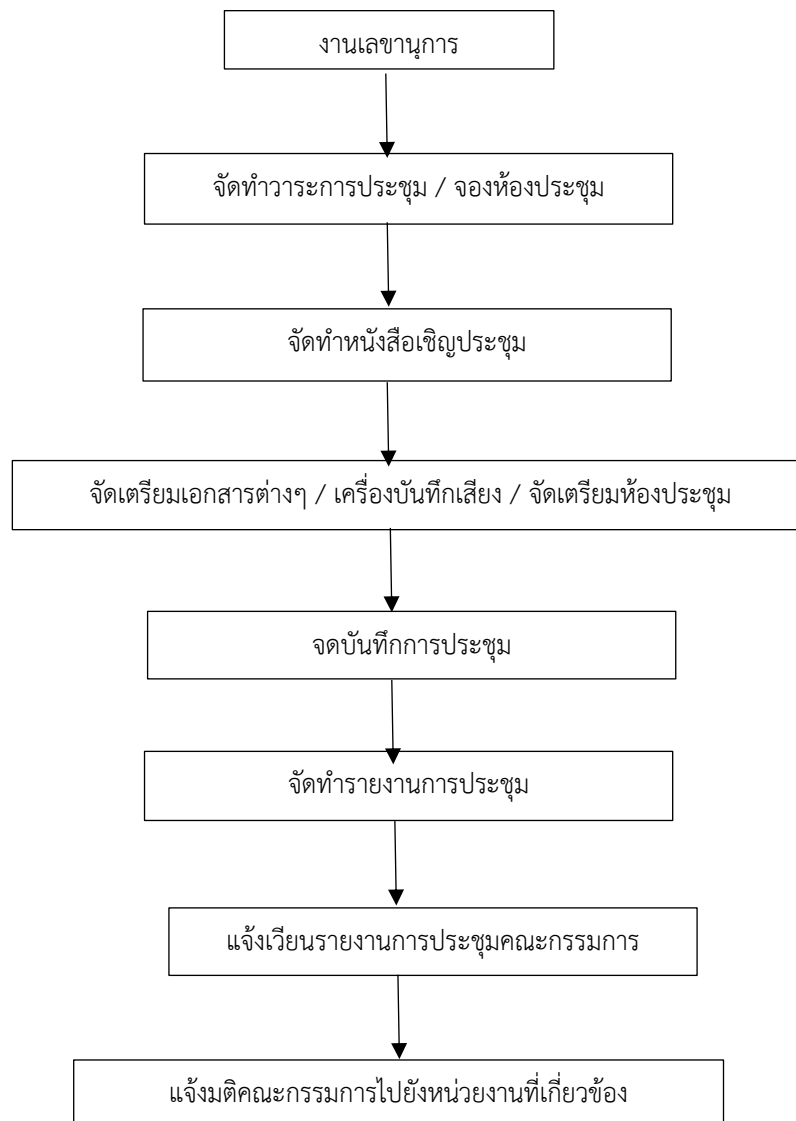 งานเลขานุการ
จัดทำวาระการประชุม / จองห้องประชุม
จัดทำหนังสือเชิญประชุม
จัดเตรียมเอกสารต่างๆ / เครื่องบันทึกเสียง / จัดเตรียมห้องประชุม
จดบันทึกการประชุม
จัดทำรายงานการประชุม
แจ้งเวียนรายงานการประชุมคณะกรรมการ
แจ้งมติคณะกรรมการไปยังหน่วยงานที่เกี่ยวข้อง